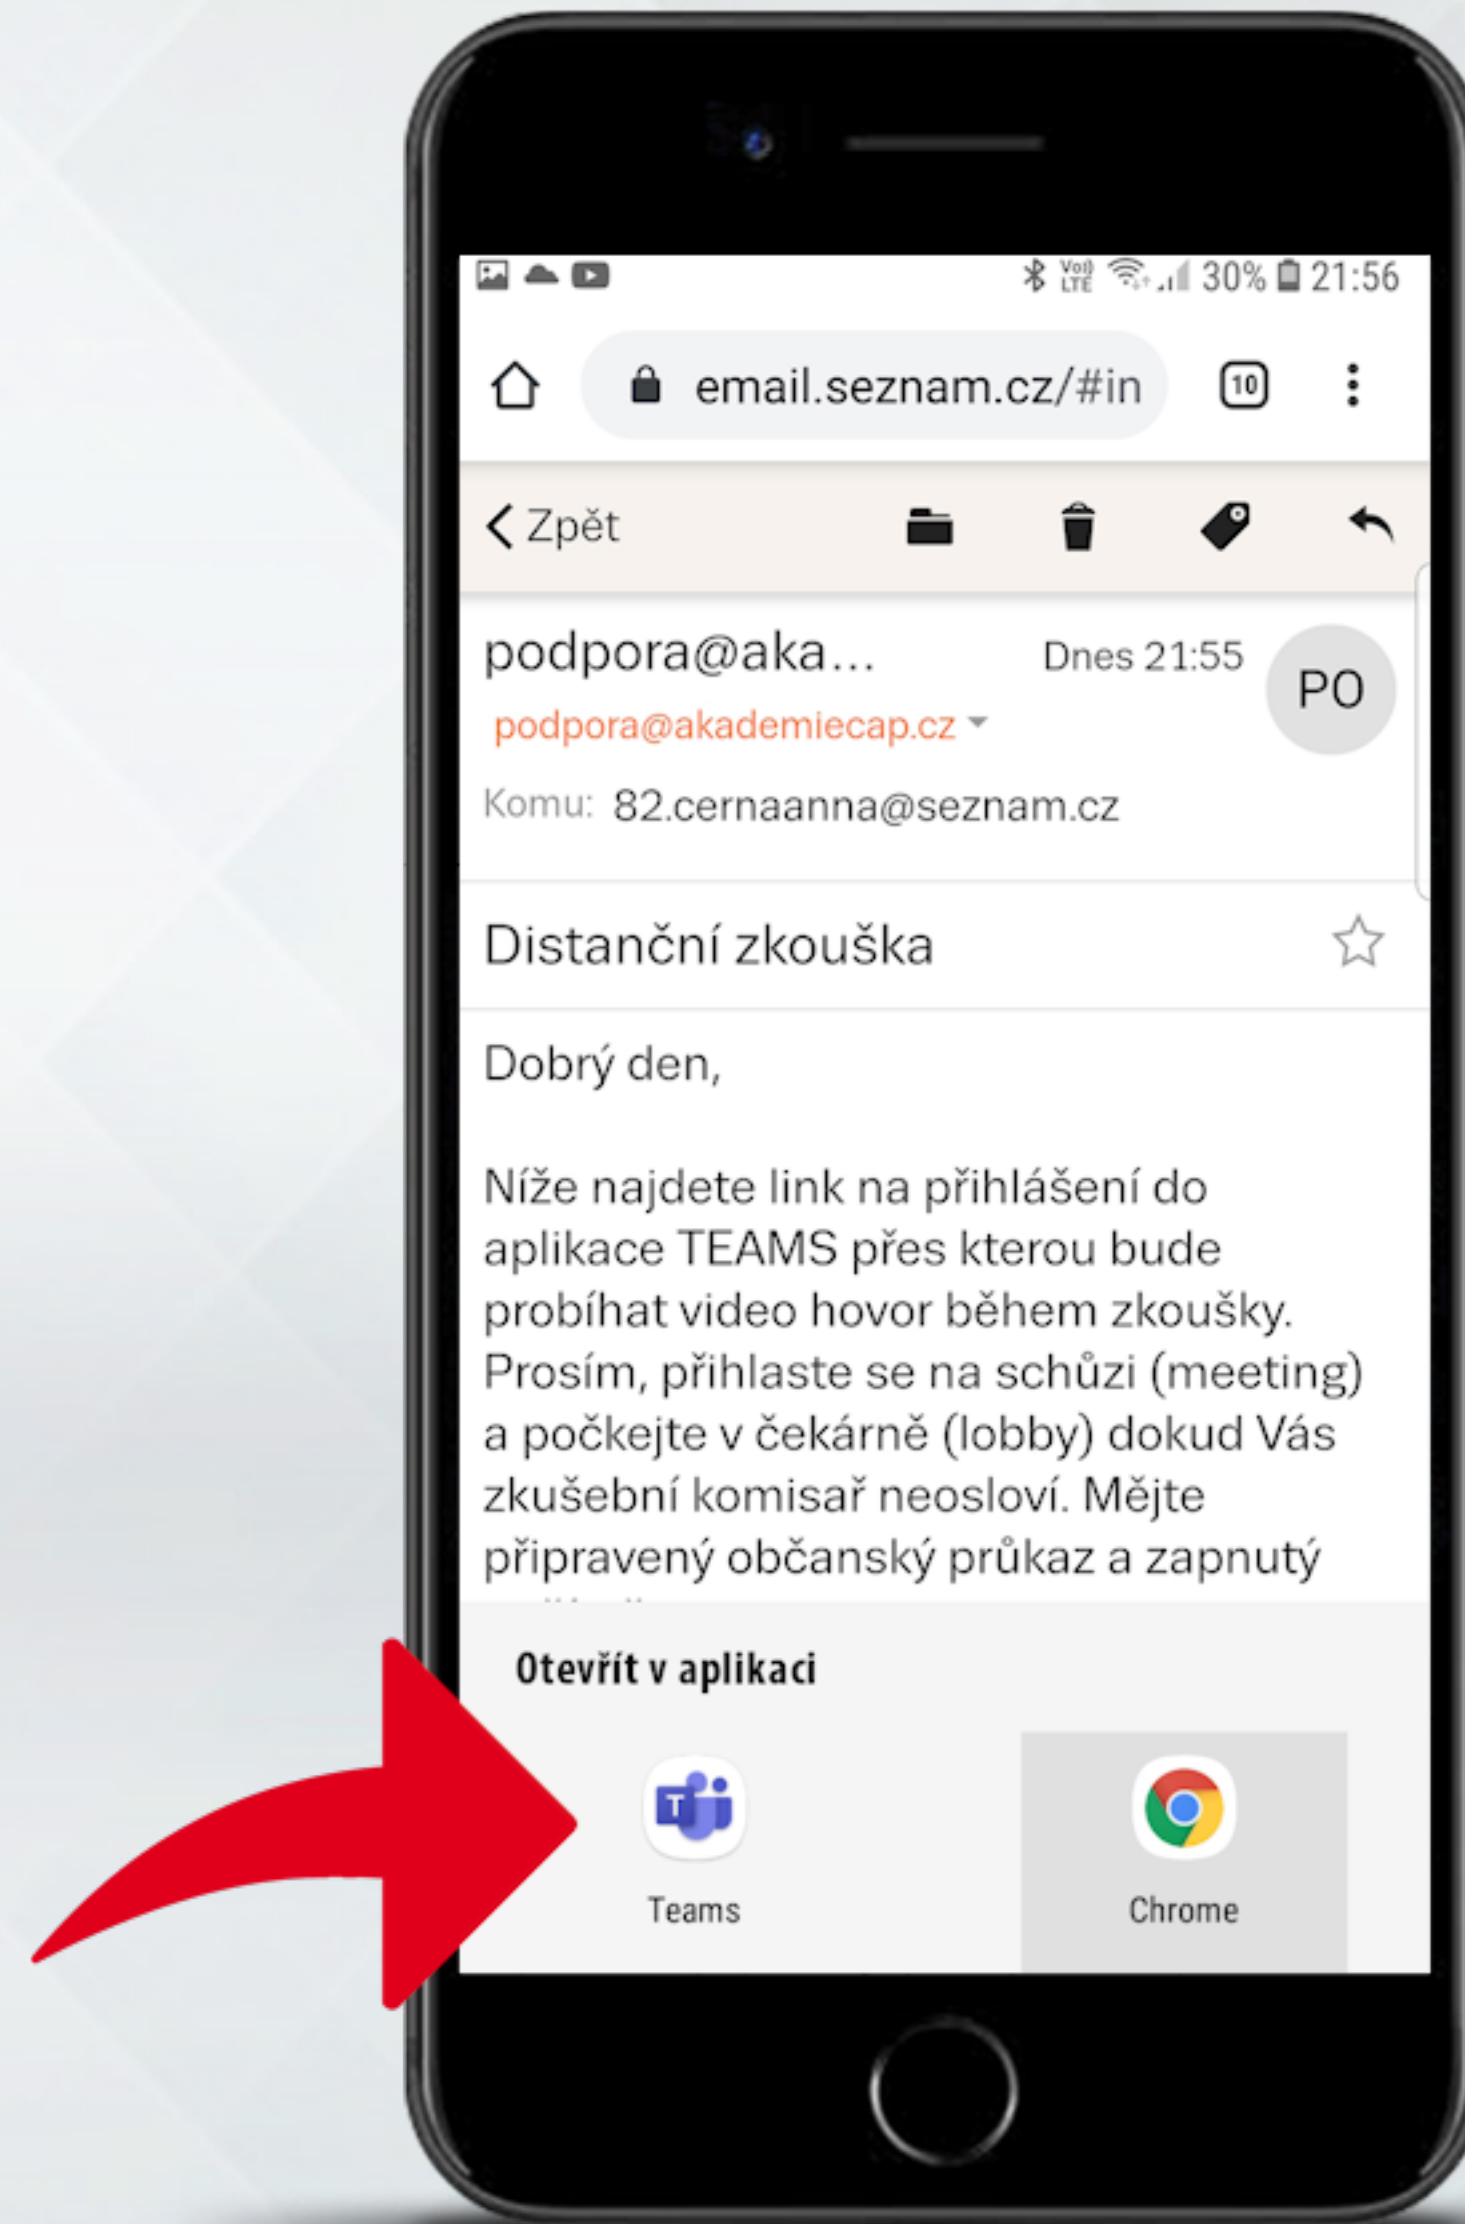 VoLTE 30% 21:56
email.seznam.cz/#in 10
Zpět
podpora@aka... Dnes 21:55 PO
podpora@akademiecap.cz
Komu: 82.cernaanna@seznam.cz
Distanční zkouška
Dobrý den,
Níže najdete link na přihlášení do
aplikace TEAMS přes kterou bude
probíhat video hovor během zkoušky.
Prosím, přihlaste se na schůzi (meeting)
a počkejte v čekárně (lobby) dokud Vás
zkušební komisař neosloví. Mějte
připravený občanský průkaz a zapnutý
Otevřít v aplikaci
T
Teams Chrome